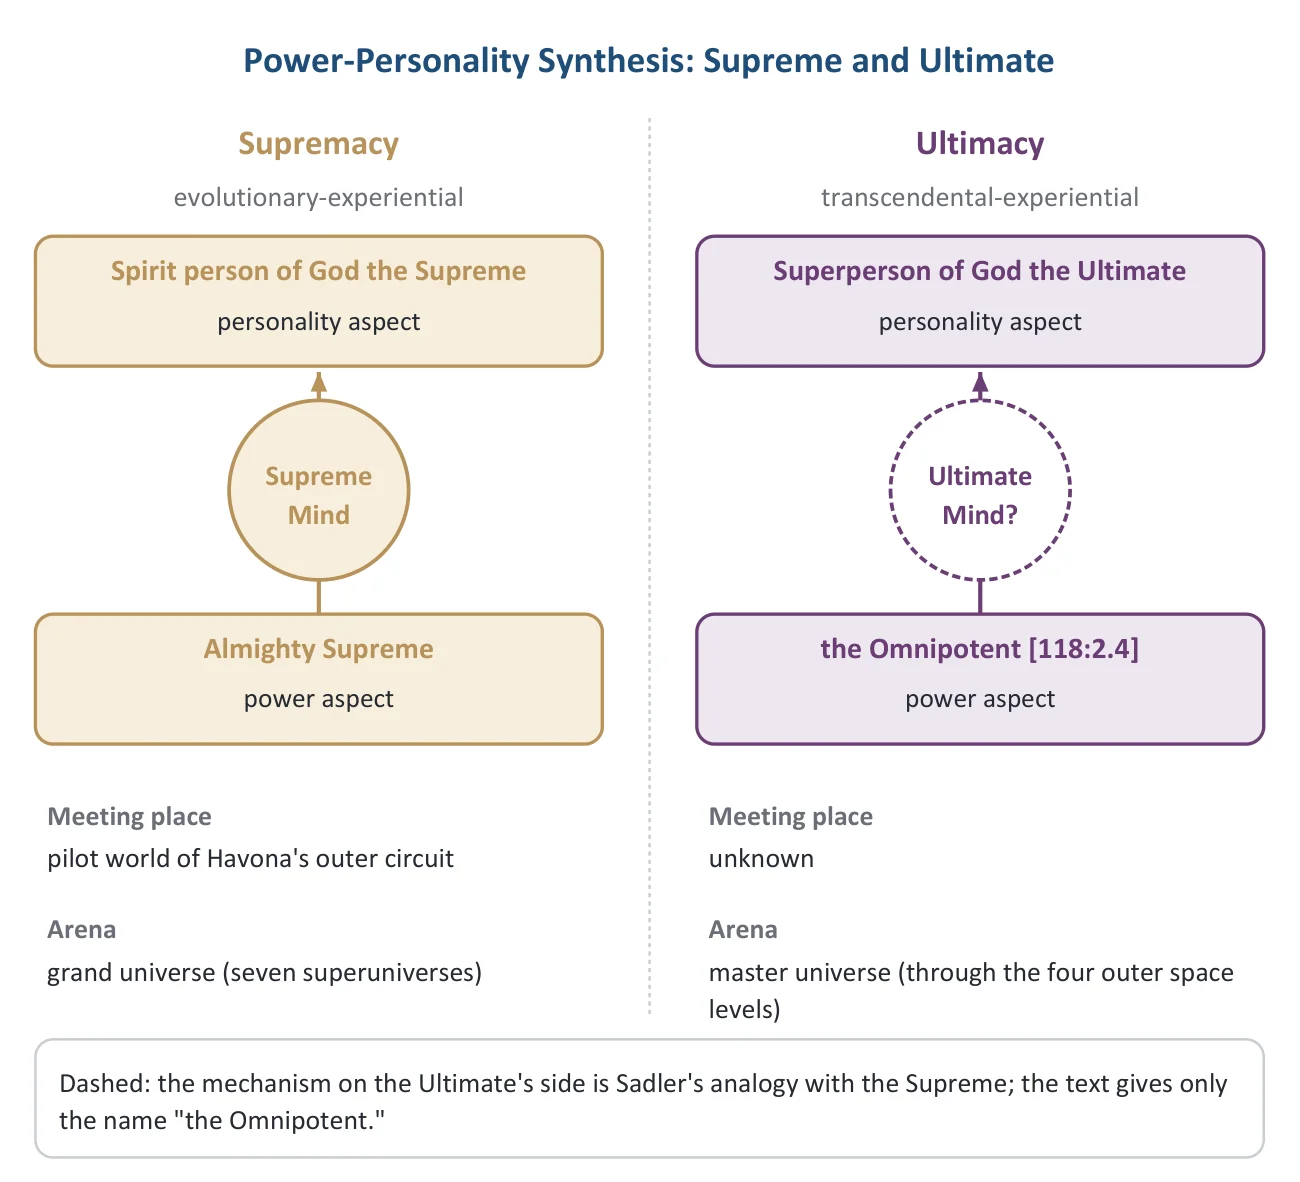 Power-Personality Synthesis: Supreme and Ultimate
Supremacy
evolutionary-experiential
Spirit person of God the Supreme
personality aspect
Supreme
Mind
Almighty Supreme
power aspect
Meeting place
pilot world of Havona's outer circuit
Arena
grand universe (seven superuniverses)
Ultimacy
transcendental-experiential
Superperson of God the Ultimate
personality aspect
Ultimate
Mind?
the Omnipotent [118:2.4]
power aspect
Meeting place
unknown
Arena
master universe (through the four outer space
levels)
Dashed: the mechanism on the Ultimate's side is Sadler's analogy with the Supreme; the text gives only
the name "the Omnipotent."